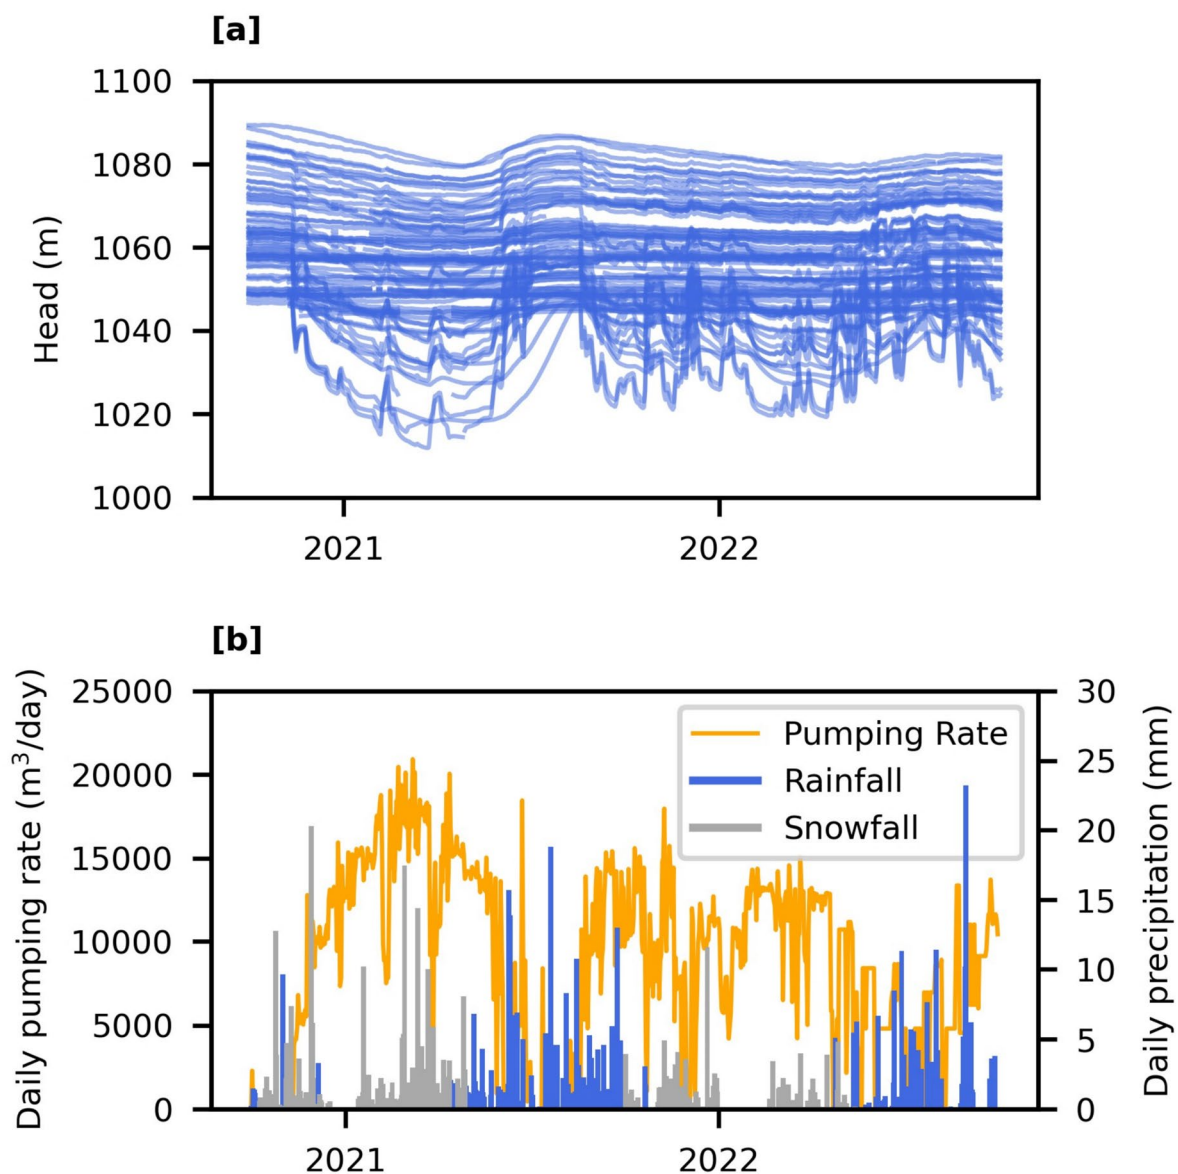 [a]
Head (m)
1100
1080
1060
1040
1020
1000
2021
2022
[b]
Daily pumping rate (m³/day)
25000
20000
15000
10000
5000
0
Pumping Rate
Rainfall
Snowfall
30
25
20
15
10
5
0
Daily precipitation (mm)
2021
2022